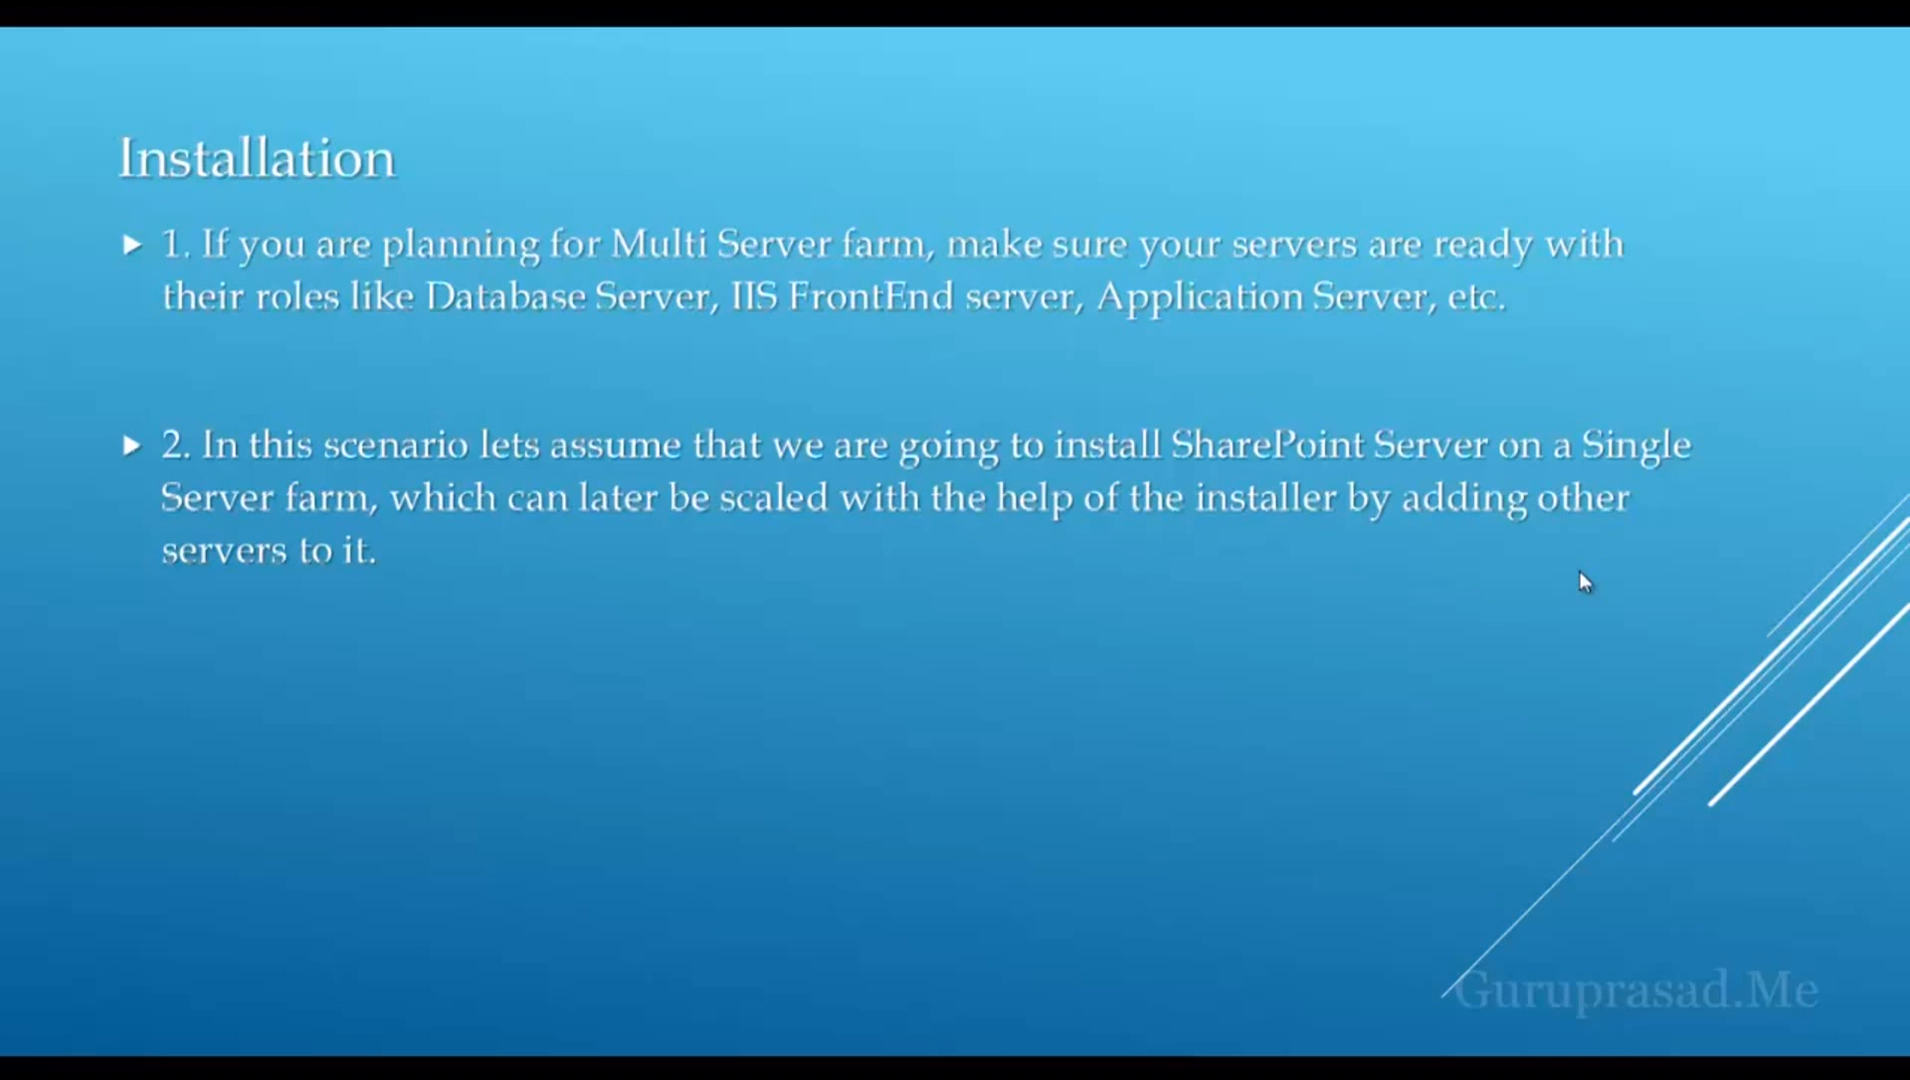 Installation
1. If you are planning for Multi Server farm, make sure your servers are ready with
their roles like Database Server, IIS FrontEnd server, Application Server, etc.
2. In this scenario lets assume that we are going to install SharePoint Server on a Single
Server farm, which can later be scaled with the help of the installer by adding other
servers to it.
Guruprasad.Me